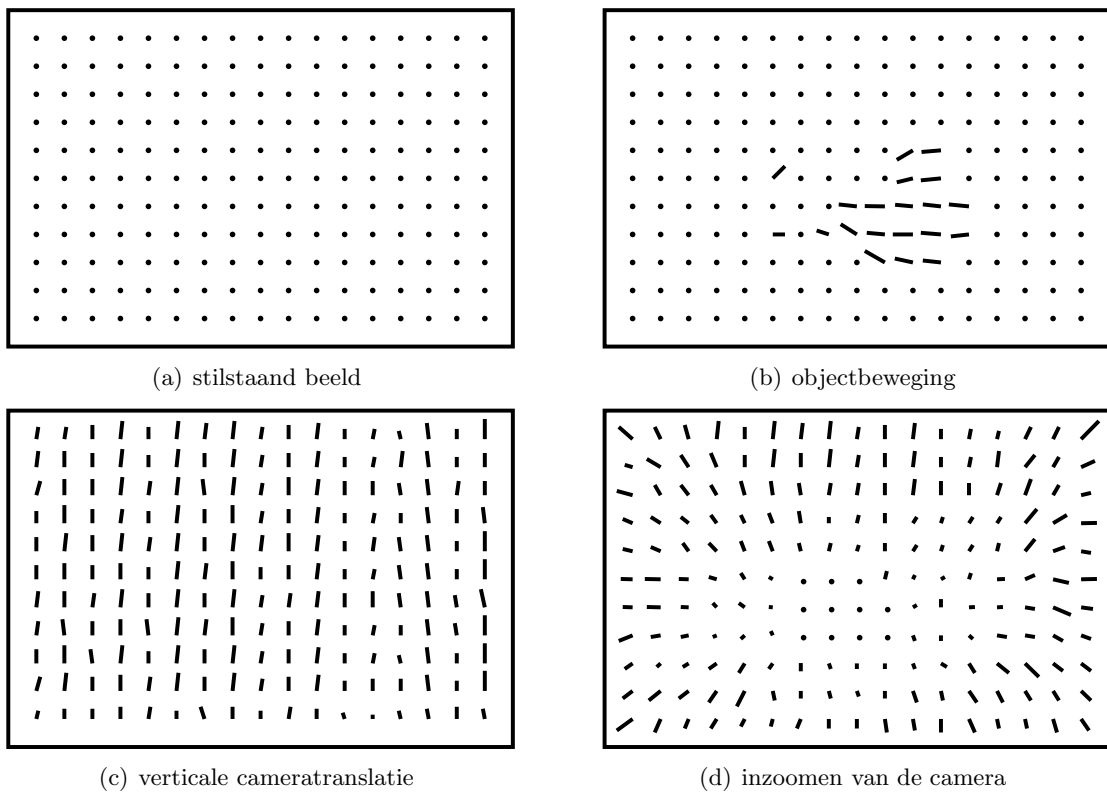 (a) stilstaand beeld
(b) objectbeweging
(c) verticale cameratranslatie
(d) inzoomen van de camera